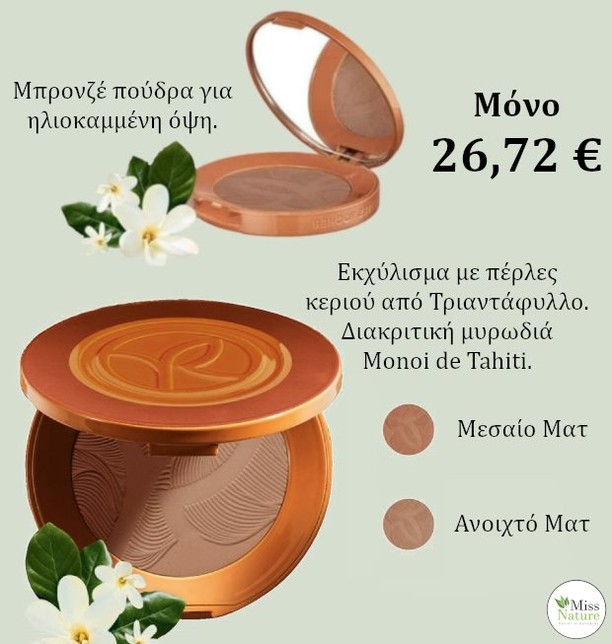 Μπρονζέ πούδρα για
ηλιοκαμμένη όψη.
Μόνο
26,72 €
Εκχύλισμα με πέρλες
κεριού από Τριαντάφυλλο.
Διακριτική μυρωδιά
Monoi de Tahiti.
Μεσαίο Ματ
Ανοιχτό Ματ
Miss
Nature